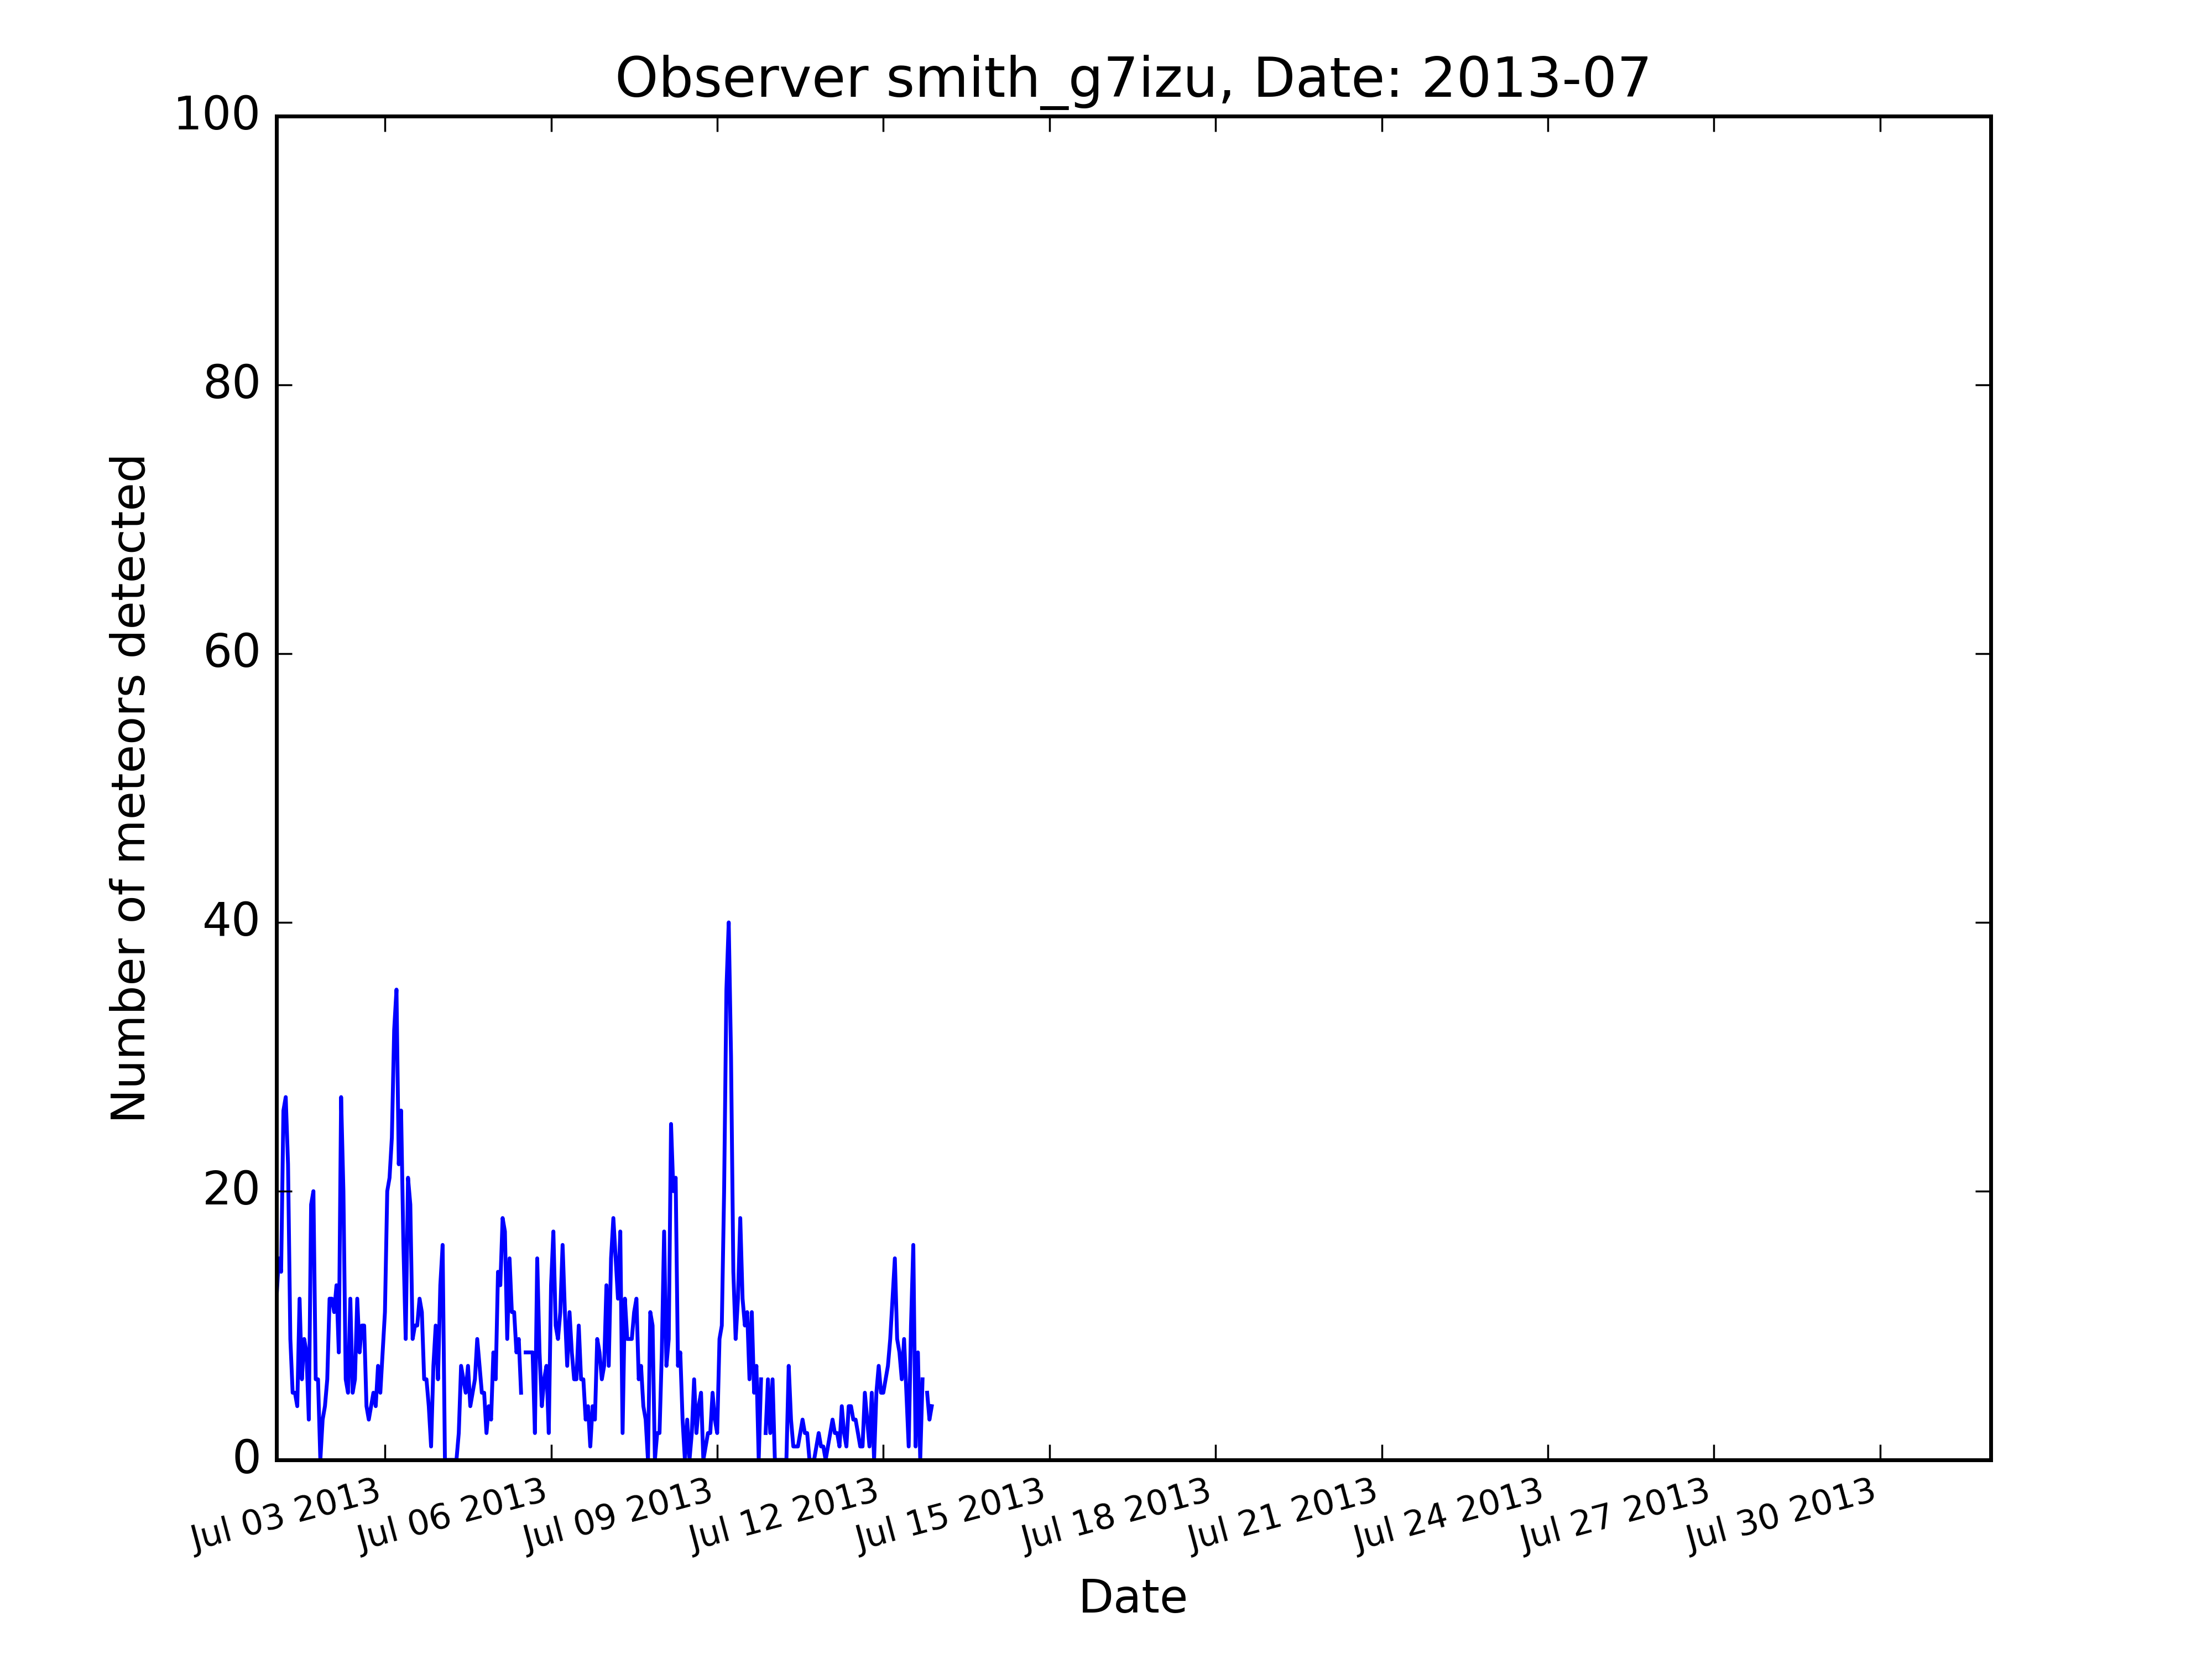 Observer smith_g7izu, Date: 2013-07
Number of meteors detected
100
80
60
40
20
0
Jul 03 2013
Jul 06 2013
Jul 09 2013
Jul 12 2013
Jul 15 2013
Jul 18 2013
Jul 21 2013
Jul 24 2013
Jul 27 2013
Jul 30 2013
Date